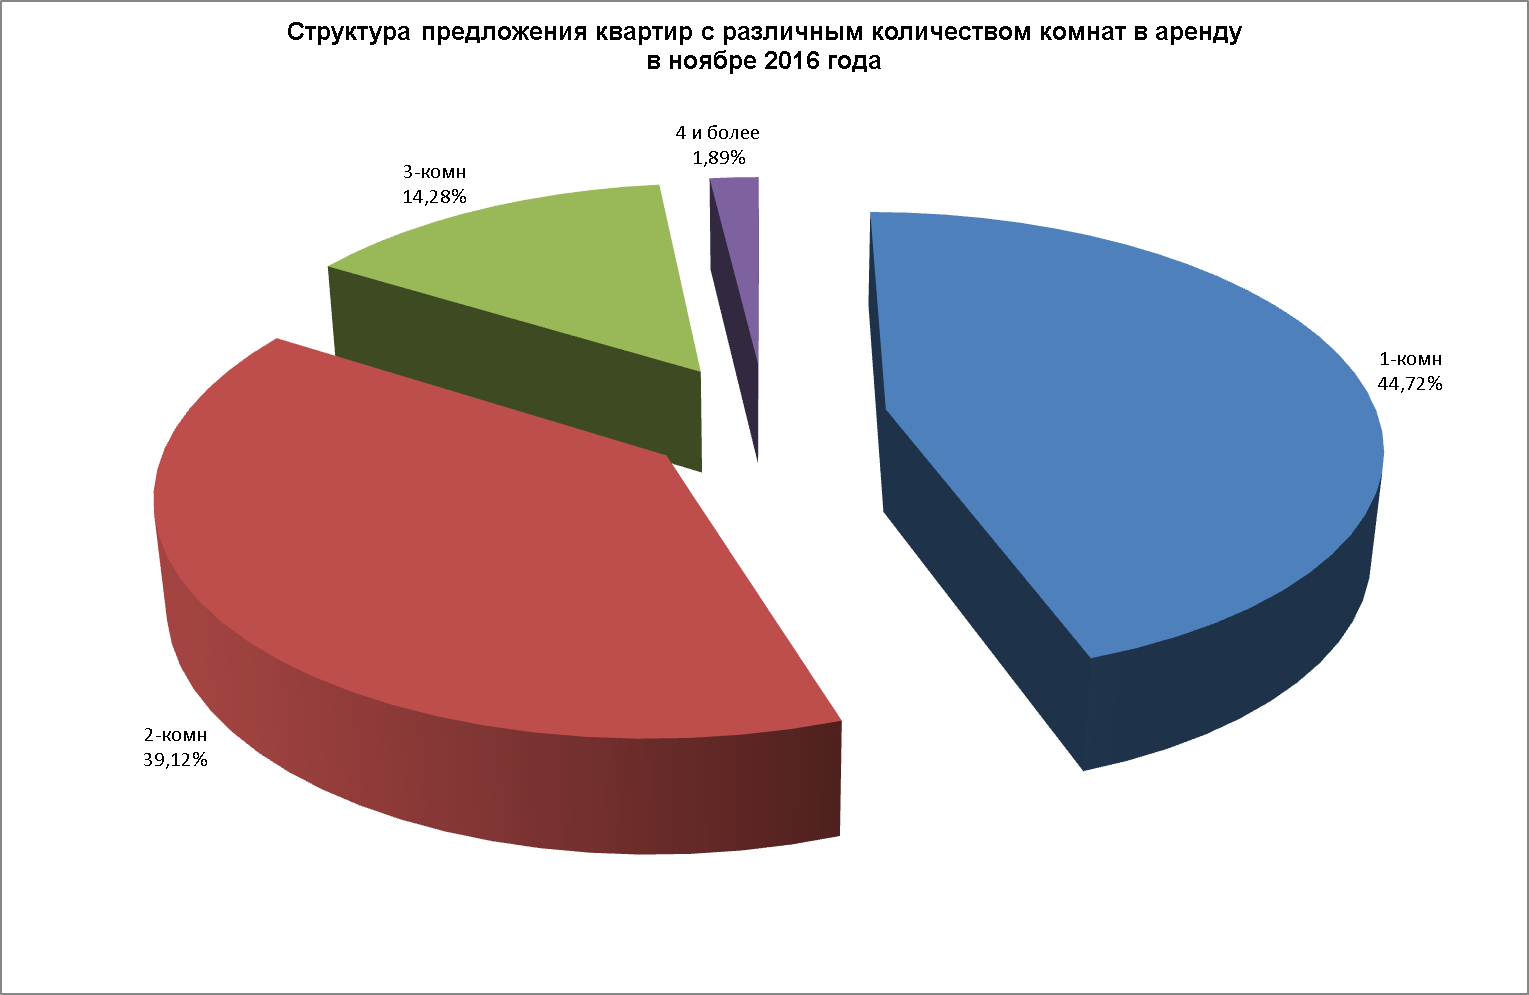 Структура предложения квартир с различным количеством комнат в аренду
в ноябре 2016 года
4 и более
1,89%
3-комн
14,28%
1-комн
44,72%
2-комн
39,12%